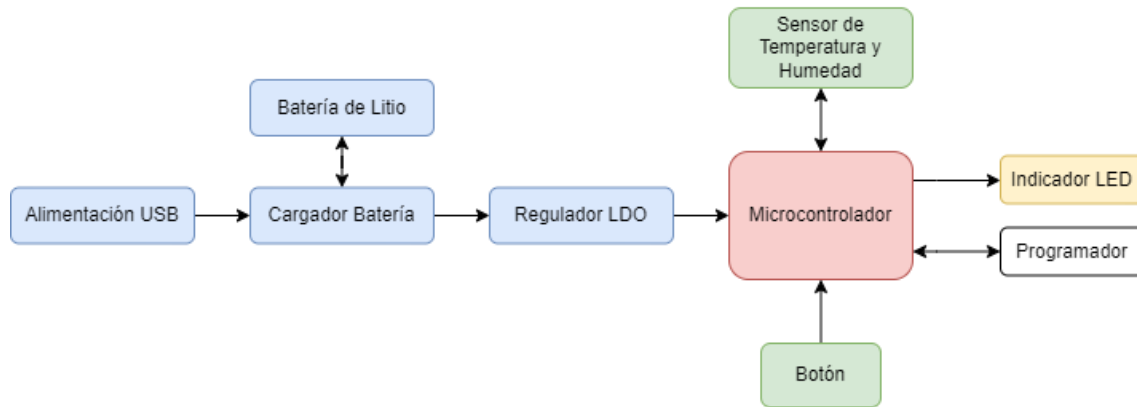 Sensor de
Temperatura y
Humedad
Batería de Litio
Alimentación USB
Cargador Batería
Regulador LDO
Microcontrolador
Indicador LED
Programador
Botón